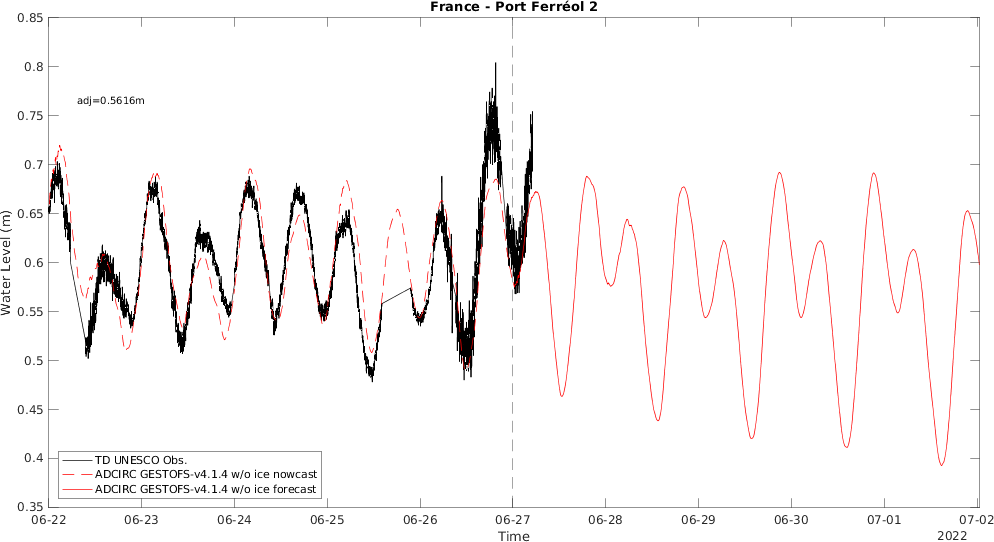 France - Port Ferréol 2
0.85
0.8
0.75
0.7
0.65
0.6
0.55
0.5
0.45
0.4
0.35
Water Level (m)
adj=0.5616m
TD UNESCO Obs.
ADCIRC GESTOFS-v4.1.4 w/o ice nowcast
ADCIRC GESTOFS-v4.1.4 w/o ice forecast
06-22 06-23 06-24 06-25 06-26 06-27 06-28 06-29 06-30 07-01 07-02
Time
2022